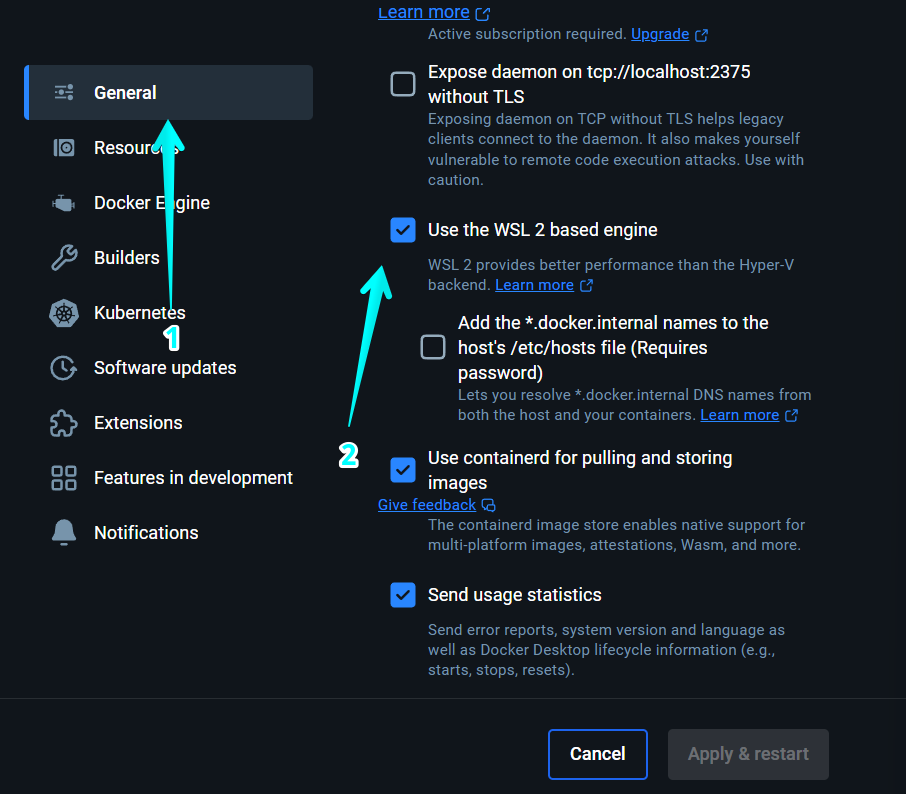 General
Resources
Docker Engine
Builders
Kubernetes
Software updates
Extensions
Features in development
Notifications
1
2
Learn more
Active subscription required. Upgrade
Expose daemon on tcp://localhost:2375
without TLS
Exposing daemon on TCP without TLS helps legacy
clients connect to the daemon. It also makes yourself
vulnerable to remote code execution attacks. Use with
caution.
Use the WSL 2 based engine
WSL 2 provides better performance than the Hyper-V
backend. Learn more
Add the *.docker.internal names to the
host's /etc/hosts file (Requires
password)
Lets you resolve *.docker.internal DNS names from
both the host and your containers. Learn more
Use containerd for pulling and storing
images
Give feedback
The containerd image store enables native support for
multi-platform images, attestations, Wasm, and more.
Send usage statistics
Send error reports, system version and language as
well as Docker Desktop lifecycle information (e.g.,
starts, stops, resets).
Cancel
Apply & restart